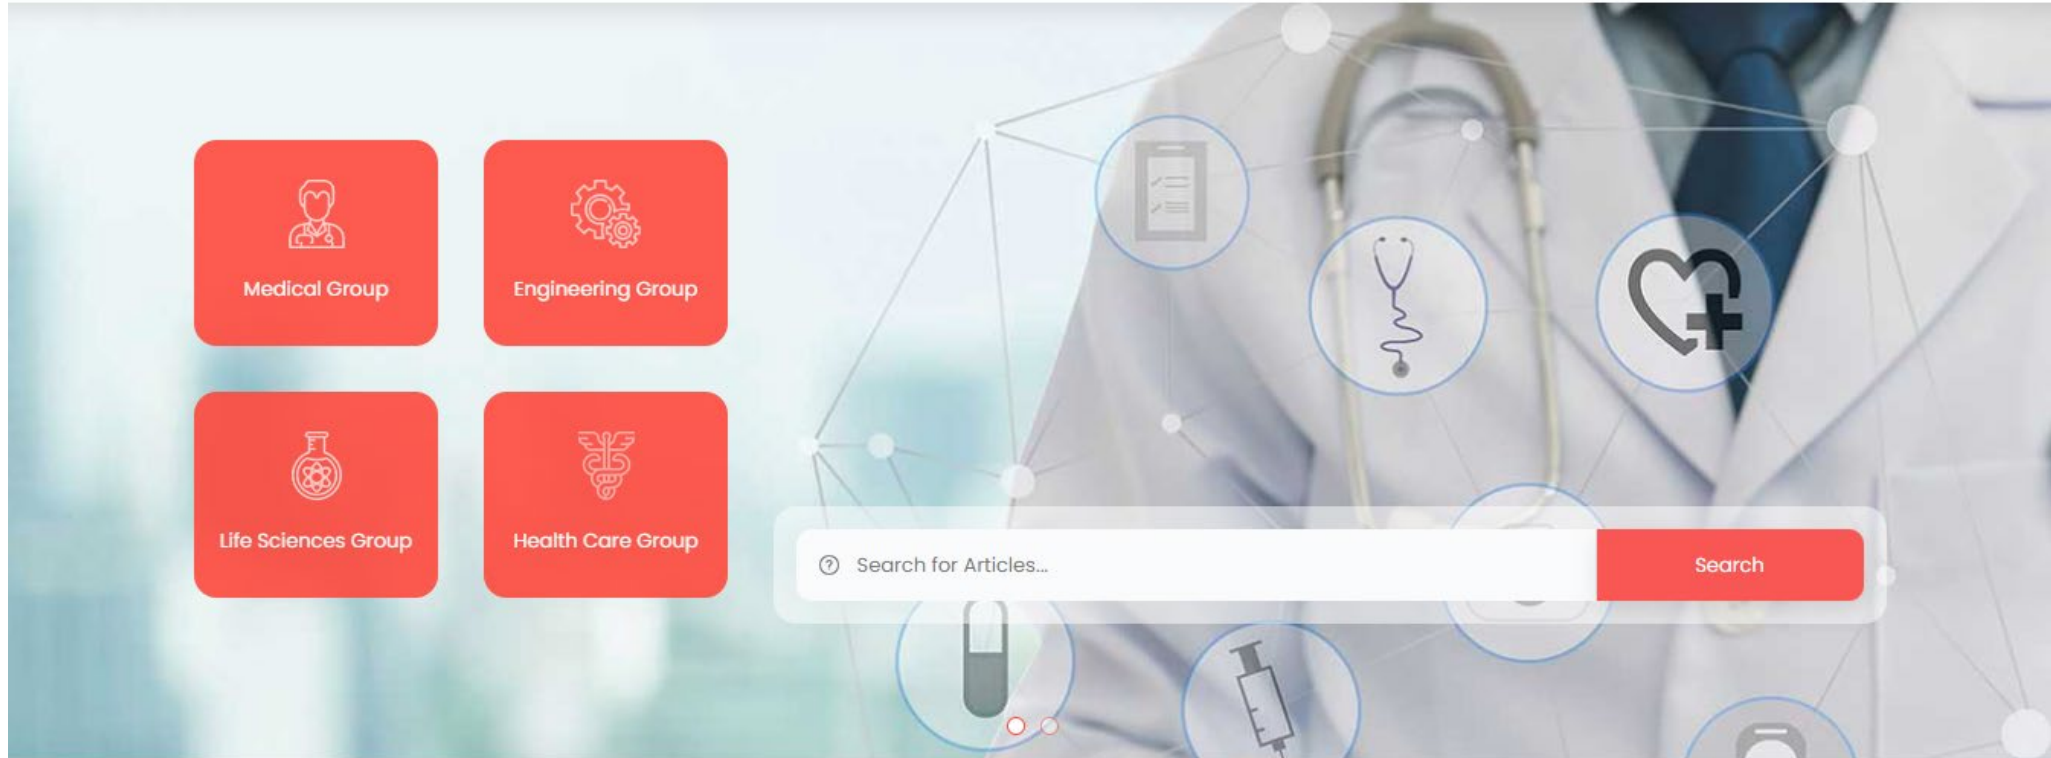 Medical Group
Engineering Group
Life Sciences Group
Health Care Group
Search for Articles...
Search